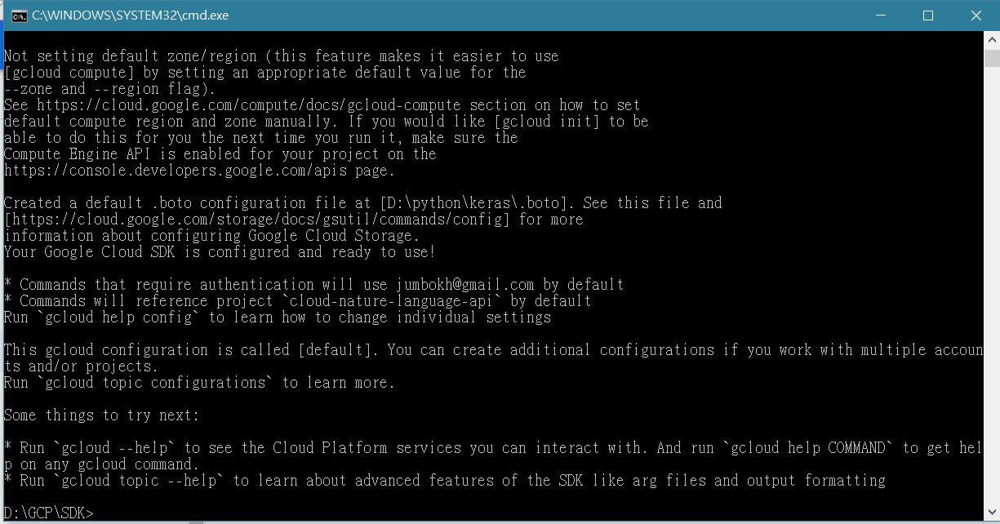 C:\WINDOWS\SYSTEM32\cmd.exe
Not setting default zone/region (this feature makes it easier to use
[gcloud compute] by setting an appropriate default value for the
--zone and --region flag).
See https://cloud.google.com/compute/docs/gcloud-compute section on how to set
default compute region and zone manually. If you would like [gcloud init] to be
able to do this for you the next time you run it, make sure the
Compute Engine API is enabled for your project on the
https://console.developers.google.com/apis page.
Created a default .boto configuration file at [D:\python\keras\.boto]. See this file and
[https://cloud.google.com/storage/docs/gsutil/commands/config] for more
information about configuring Google Cloud Storage.
Your Google Cloud SDK is configured and ready to use!
* Commands that require authentication will use jumbokh@gmail.com by default
* Commands will reference project `cloud-nature-language-api` by default
Run `gcloud help config` to learn how to change individual settings
This gcloud configuration is called [default]. You can create additional configurations if you work with multiple accoun
ts and/or projects.
Run `gcloud topic configurations` to learn more.
Some things to try next:
* Run `gcloud --help` to see the Cloud Platform services you can interact with. And run `gcloud help COMMAND` to get hel
p on any gcloud command.
* Run `gcloud topic --help` to learn about advanced features of the SDK like arg files and output formatting
D:\GCP\SDK>